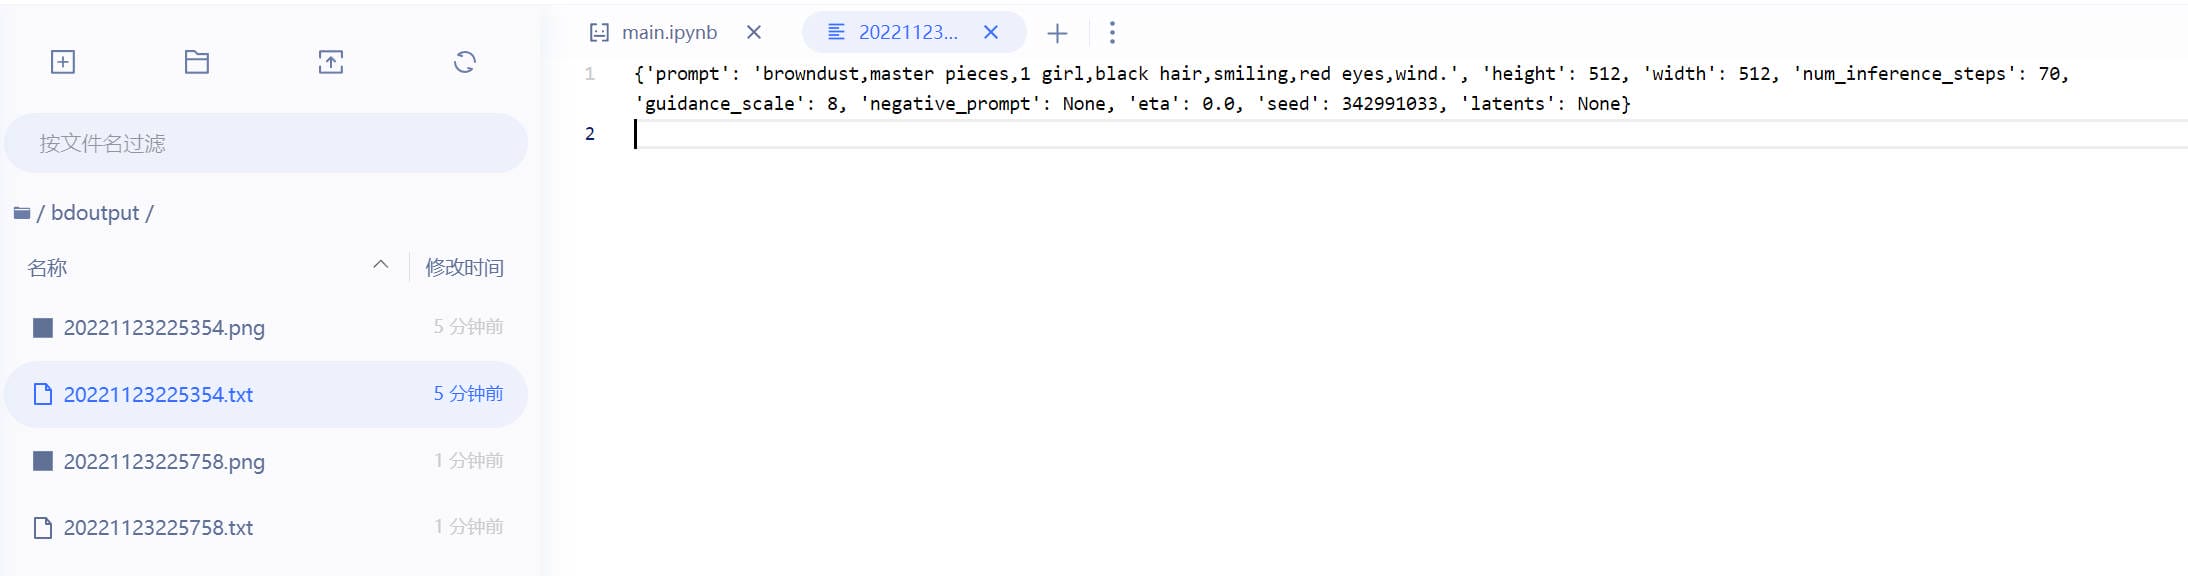 按文件名过滤
/ bdoutput /
名称 修改时间
20221123225354.png 5 分钟前
20221123225354.txt 5 分钟前
20221123225758.png 1 分钟前
20221123225758.txt 1 分钟前
main.ipynb 20221123...
1 {'prompt': 'browndust,master pieces,1 girl,black hair,smiling,red eyes,wind.', 'height': 512, 'width': 512, 'num_inference_steps': 70,
'guidance_scale': 8, 'negative_prompt': None, 'eta': 0.0, 'seed': 342991033, 'latents': None}
2